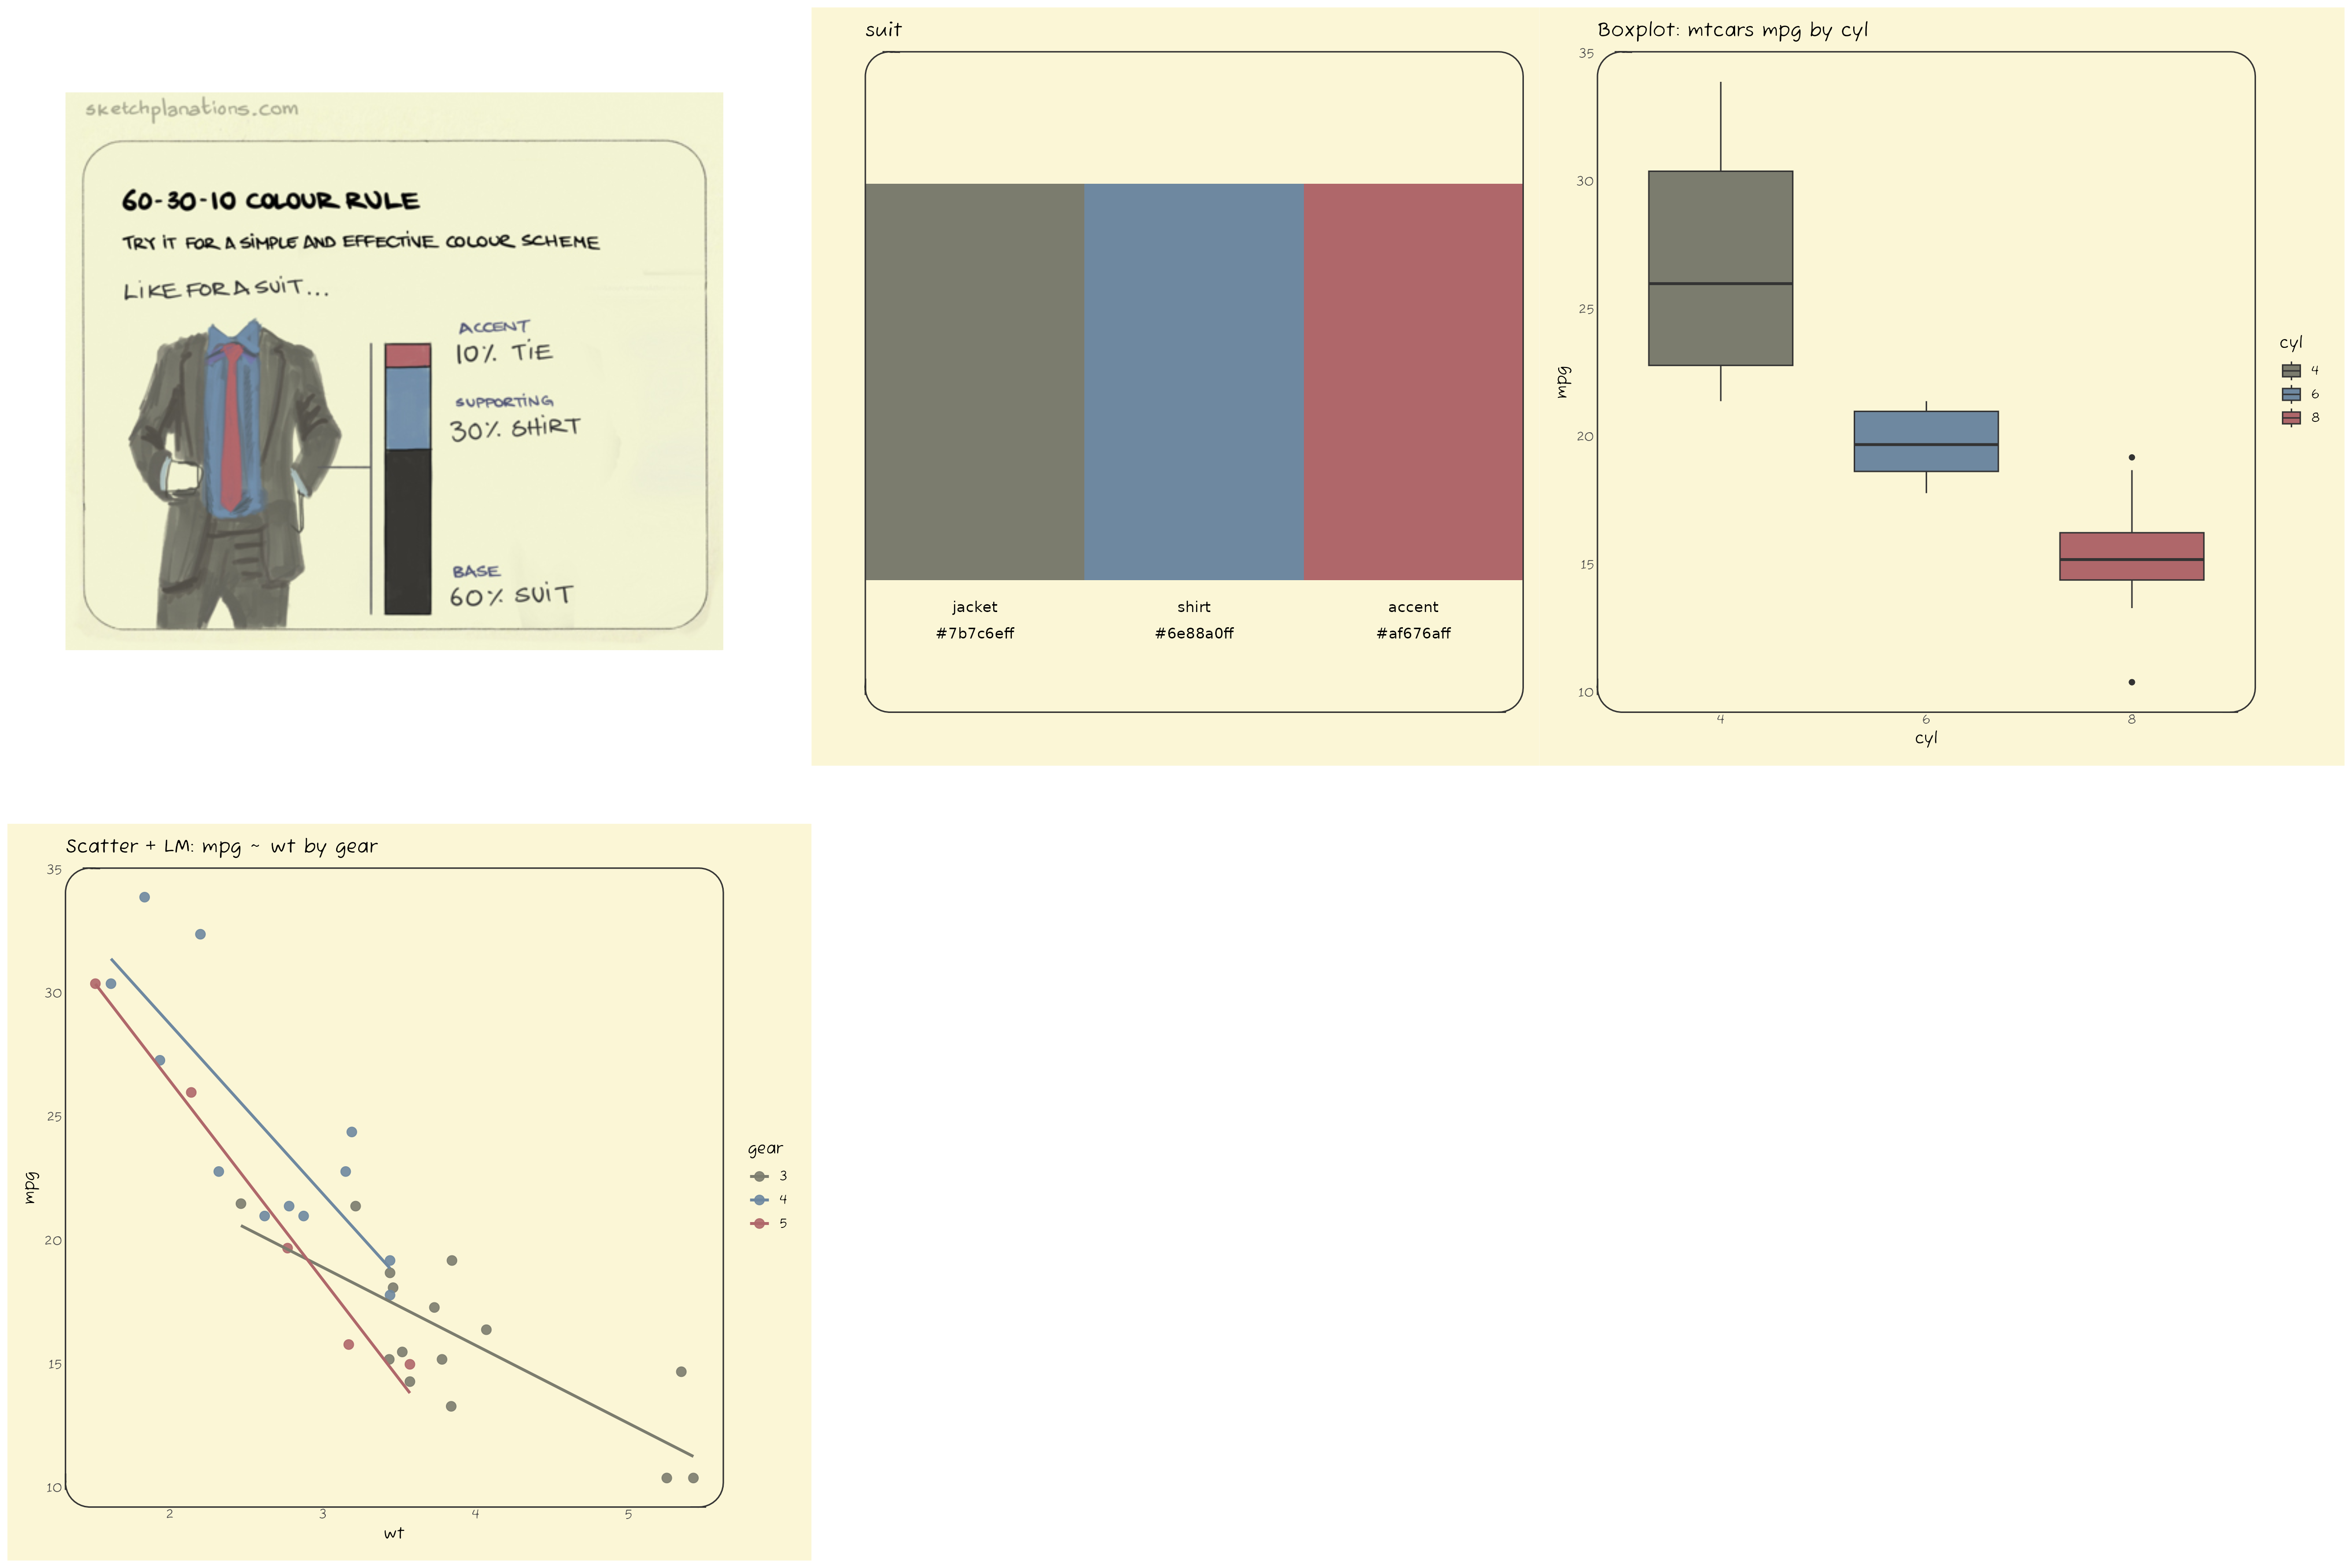 sketchplanations.com
60-30-10 COLOUR RULE
TRY IT FOR A SIMPLE AND EFFECTIVE COLOUR SCHEME
LIKE FOR A SUIT...
ACCENT
10% TIE
SUPPORTING
30% SHIRT
BASE
60% SUIT
suit
jacket shirt accent
#7b7c6eff #6e88a0ff #af676aff
Boxplot: mtcars mpg by cyl
35
30
25
20
15
10
mpg
4 6 8
cyl
cyl
4
6
8
Scatter + LM: mpg ~ wt by gear
35
30
25
20
15
10
mpg
2 3 4 5
wt
gear
3
4
5